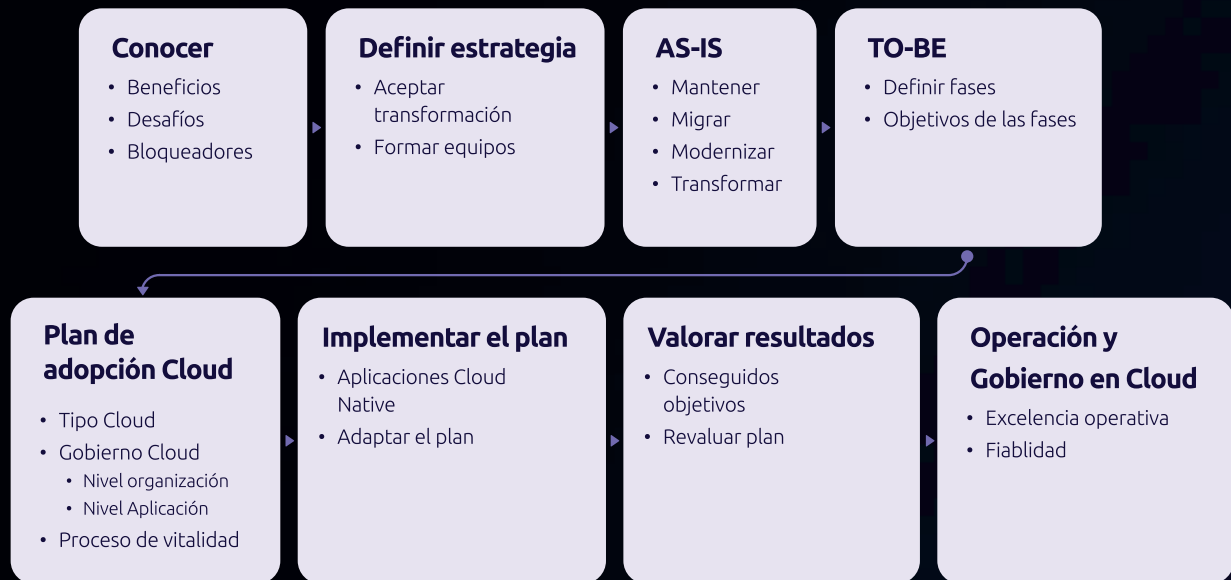 Conocer
• Beneficios
• Desafíos
• Bloqueadores
Definir estrategia
• Aceptar
transformación
• Formar equipos
AS-IS
• Mantener
• Migrar
• Modernizar
• Transformar
TO-BE
• Definir fases
• Objetivos de las fases
Plan de
adopción Cloud
• Tipo Cloud
• Gobierno Cloud
• Nivel organización
• Nivel Aplicación
• Proceso de vitalidad
Implementar el plan
• Aplicaciones Cloud
Native
• Adaptar el plan
Valorar resultados
• Conseguidos
objetivos
• Revaluar plan
Operación y
Gobierno en Cloud
• Excelencia operativa
• Fiablidad